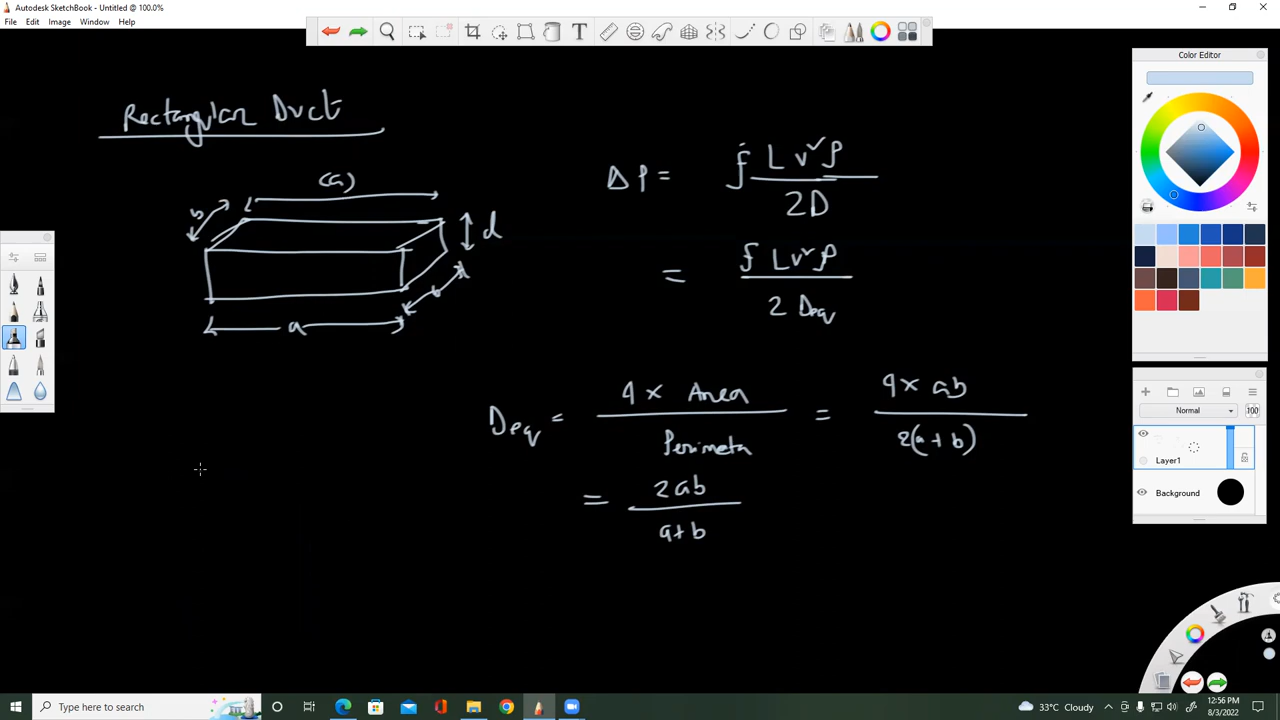 Autodesk SketchBook - Untitled @ 100.0%
File Edit Image Window Help
Color Editor
Rectangular Duct
(a)
b
d
b
a
ΔP = f L v² ρ / 2D
= f L v² ρ / 2 Deq
Deq = 4 × Area / Perimeter = 4 × ab / 2(a + b)
= 2ab / a+b
Normal 100
Layer1
Background
Type here to search
33°C Cloudy
12:56 PM
8/3/2022